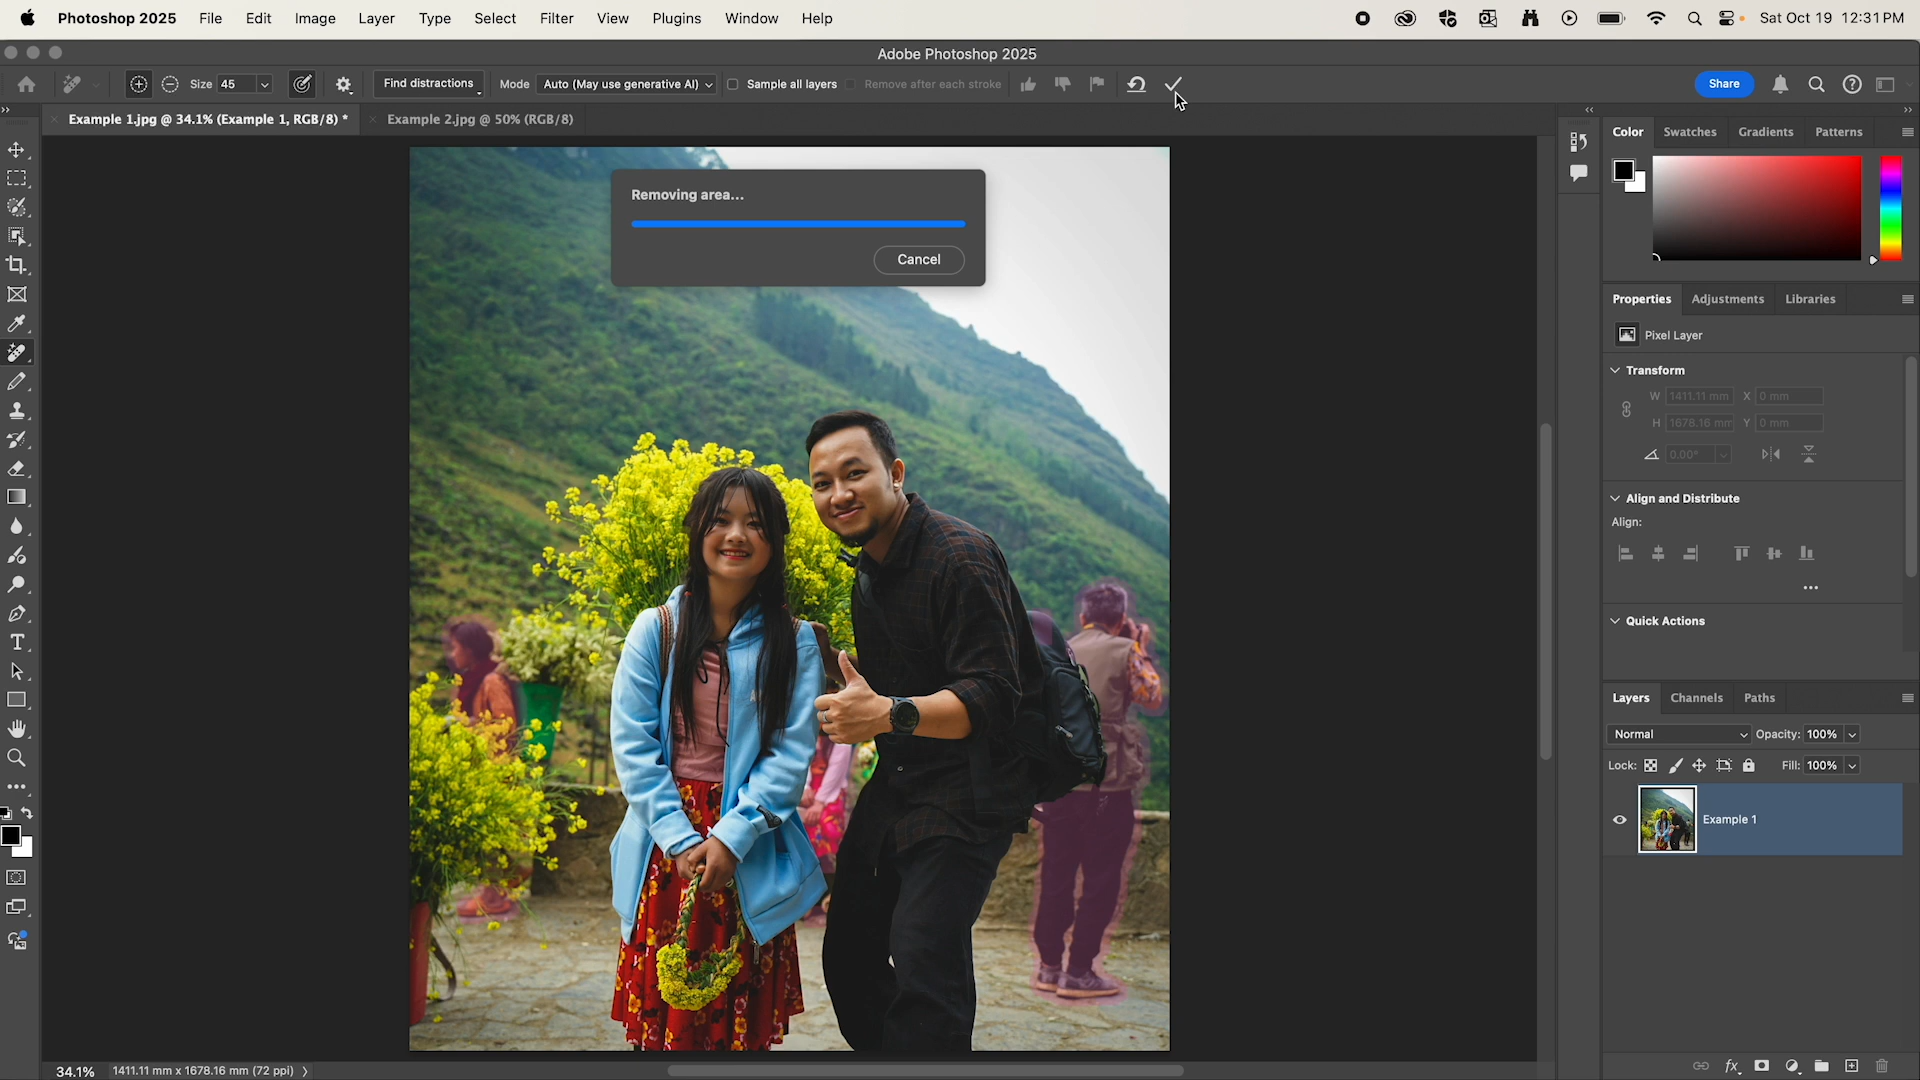 Photoshop 2025 File Edit Image Layer Type Select Filter View Plugins Window Help Sat Oct 19 12:31 PM
Adobe Photoshop 2025
Size 45 Find distractions Mode Auto (May use generative AI) Sample all layers Remove after each stroke Share
Example 1.jpg @ 34.1% (Example 1, RGB/8) * Example 2.jpg @ 50% (RGB/8)
Removing area...
Cancel
Color Swatches Gradients Patterns
Properties Adjustments Libraries
Pixel Layer
Transform
W 1411.11 mm X 0 mm
H 1678.16 mm Y 0 mm
0.00°
Align and Distribute
Align:
Quick Actions
Layers Channels Paths
Normal Opacity: 100%
Lock: Fill: 100%
Example 1
34.1% 1411.11 mm x 1678.16 mm (72 ppi)
fx